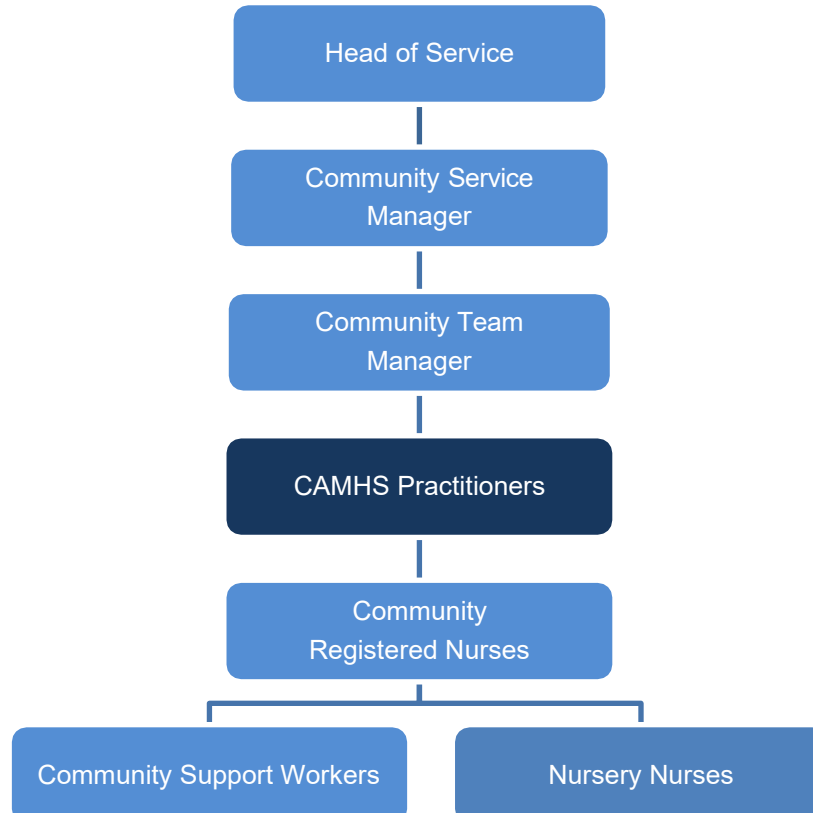 Head of Service
Community Service
Manager
Community Team
Manager
CAMHS Practitioners
Community
Registered Nurses
Community Support Workers
Nursery Nurses